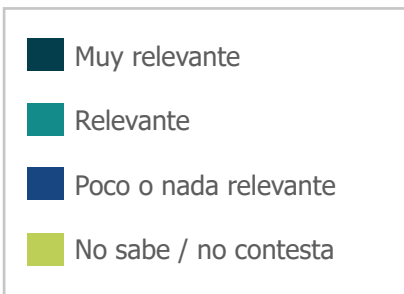 Muy relevante
Relevante
Poco o nada relevante
No sabe / no contesta